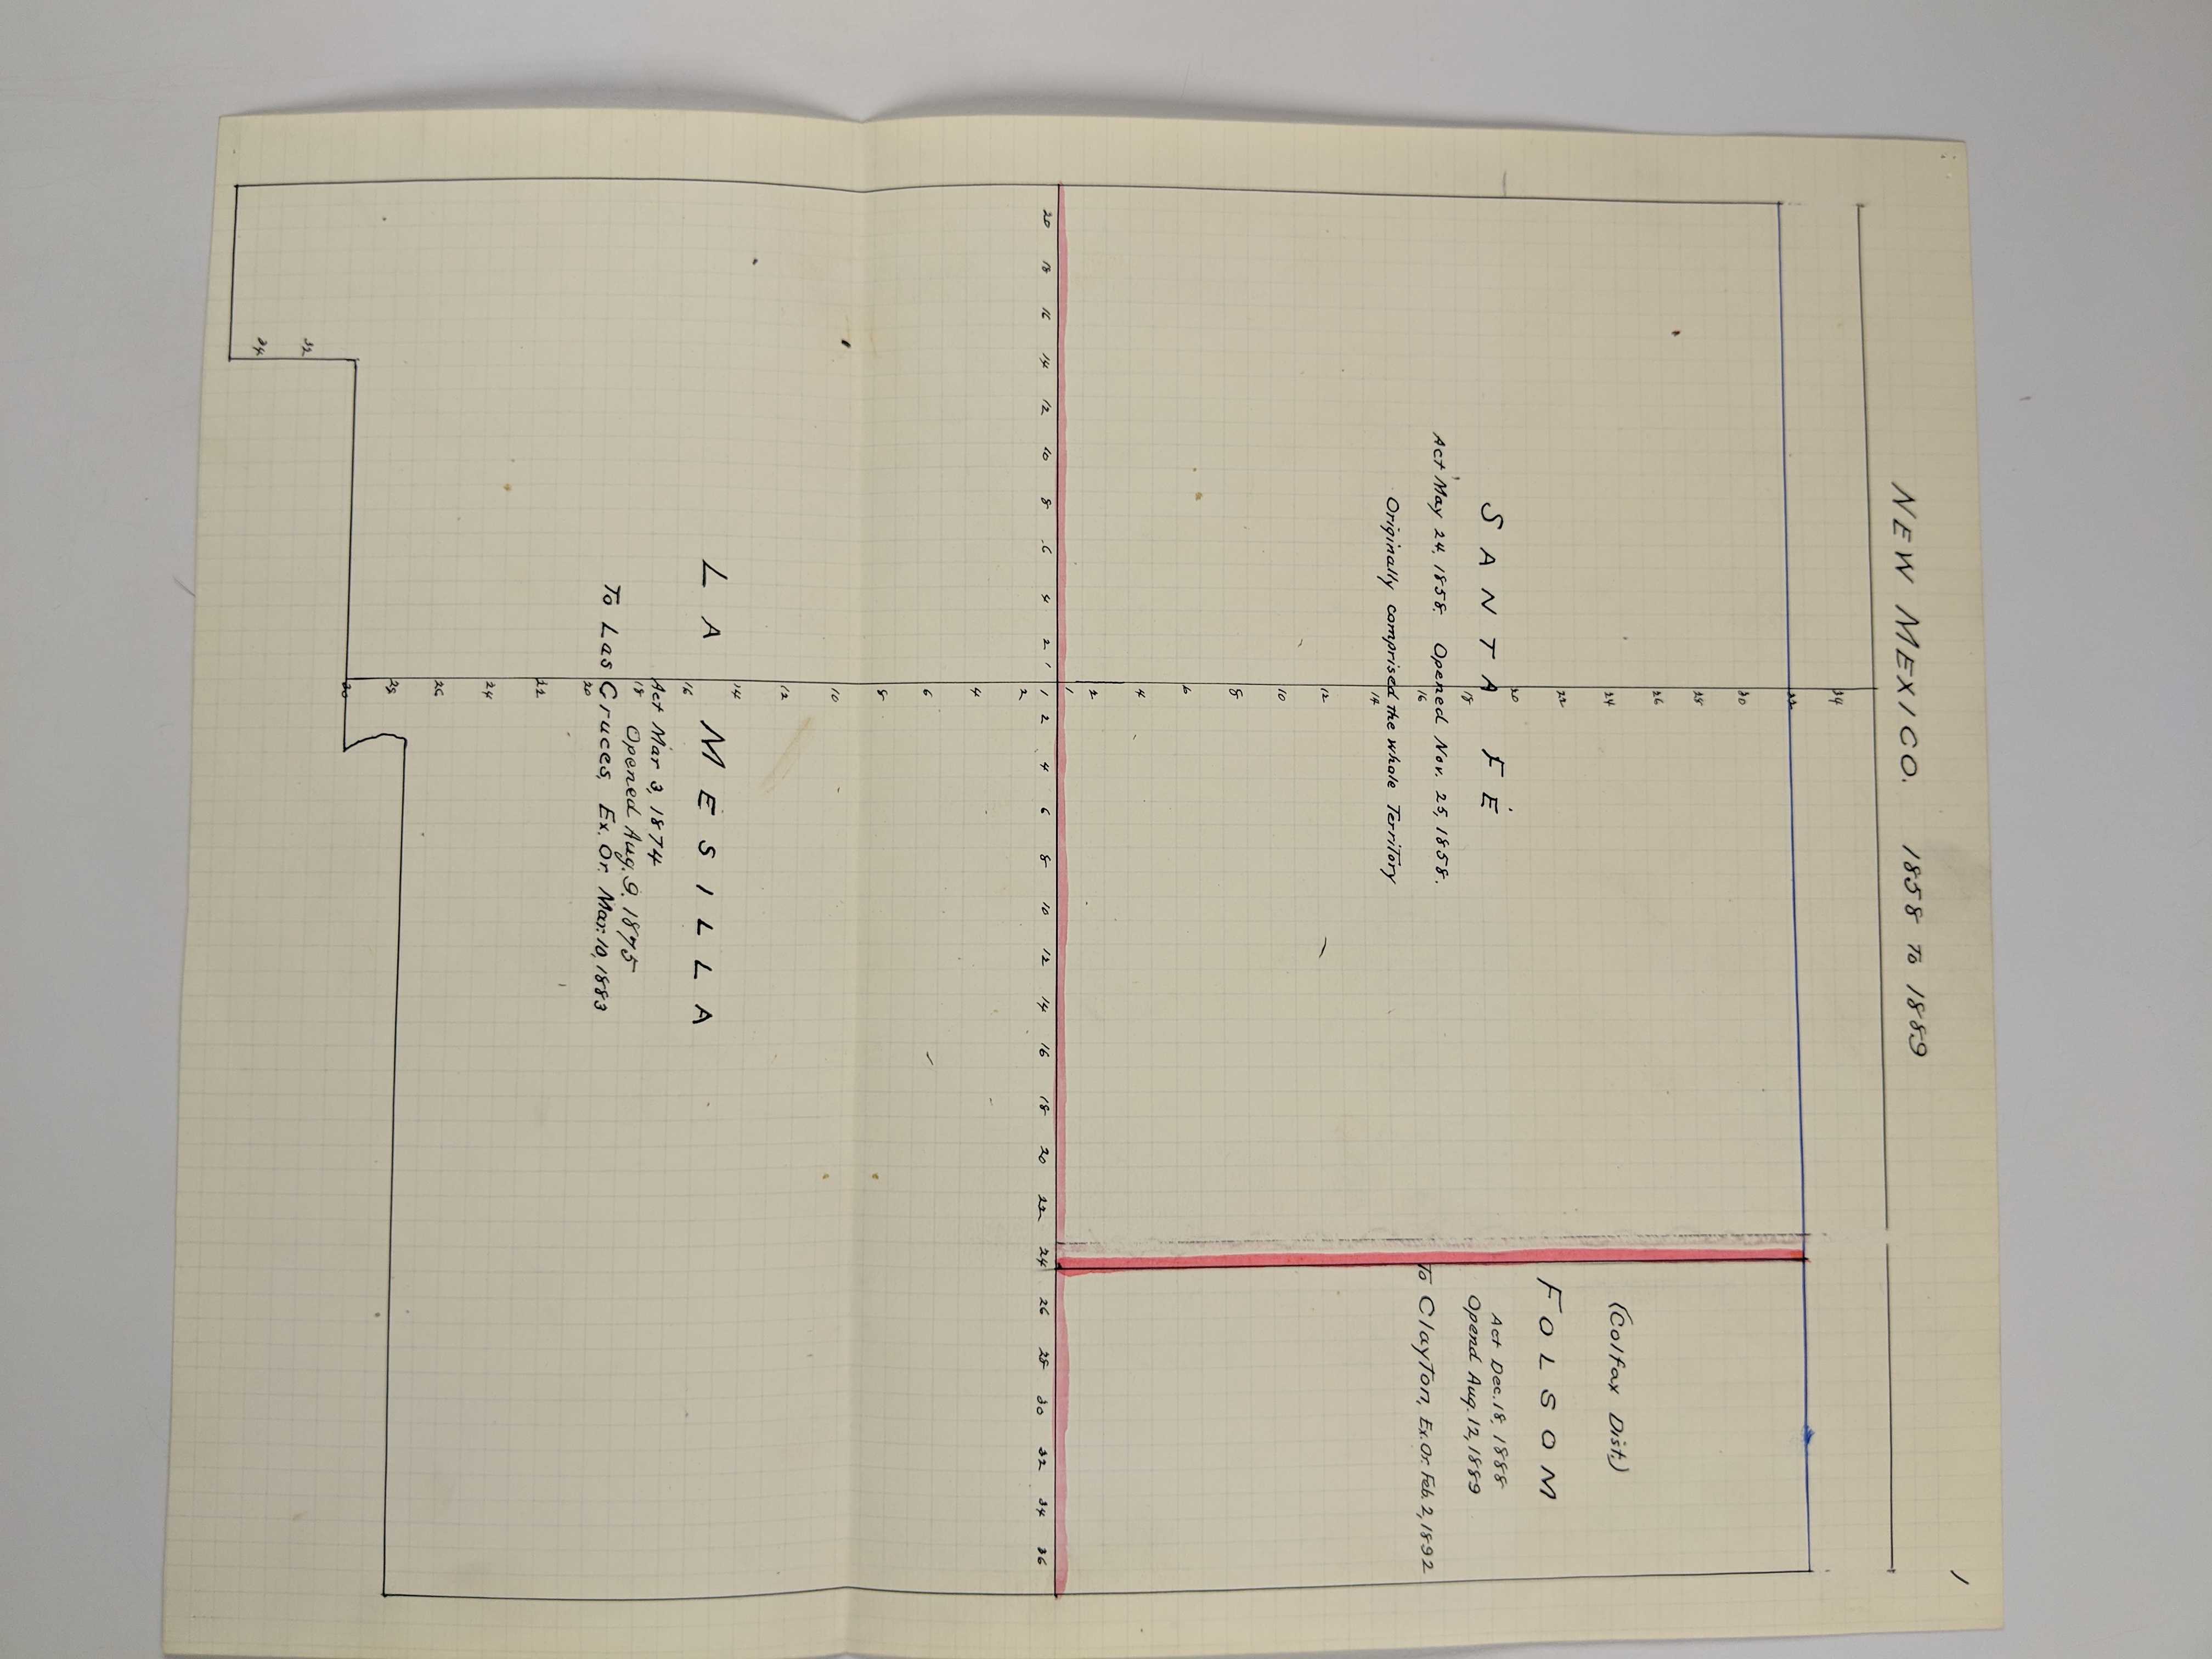 1
NEW MEXICO. 1858 TO 1889
34
32
30
28
26
24
22
20
18
16
14
12
10
8
6
4
2
1
(Colfax Dist.)
FOLSOM
Act Dec. 18, 1888
Opend Aug. 12, 1889
To Clayton, Ex. Or. Feb. 2, 1892
SANTA FÉ
Act May 24, 1858. Opened Nov. 25, 1858.
Originally comprised the whole Territory
20 18 16 14 12 10 8 6 4 2 1 1 2 4 6 8 10 12 14 16 18 20 22 24 26 28 30 32 34 36
2
4
6
8
10
12
14
16
18
20
22
24
26
28
30
LA MESILLA
Act Mar 3, 1874
Opened Aug. 9. 1875
To Las Cruces, Ex. Or. Mar. 10, 1883
32
34